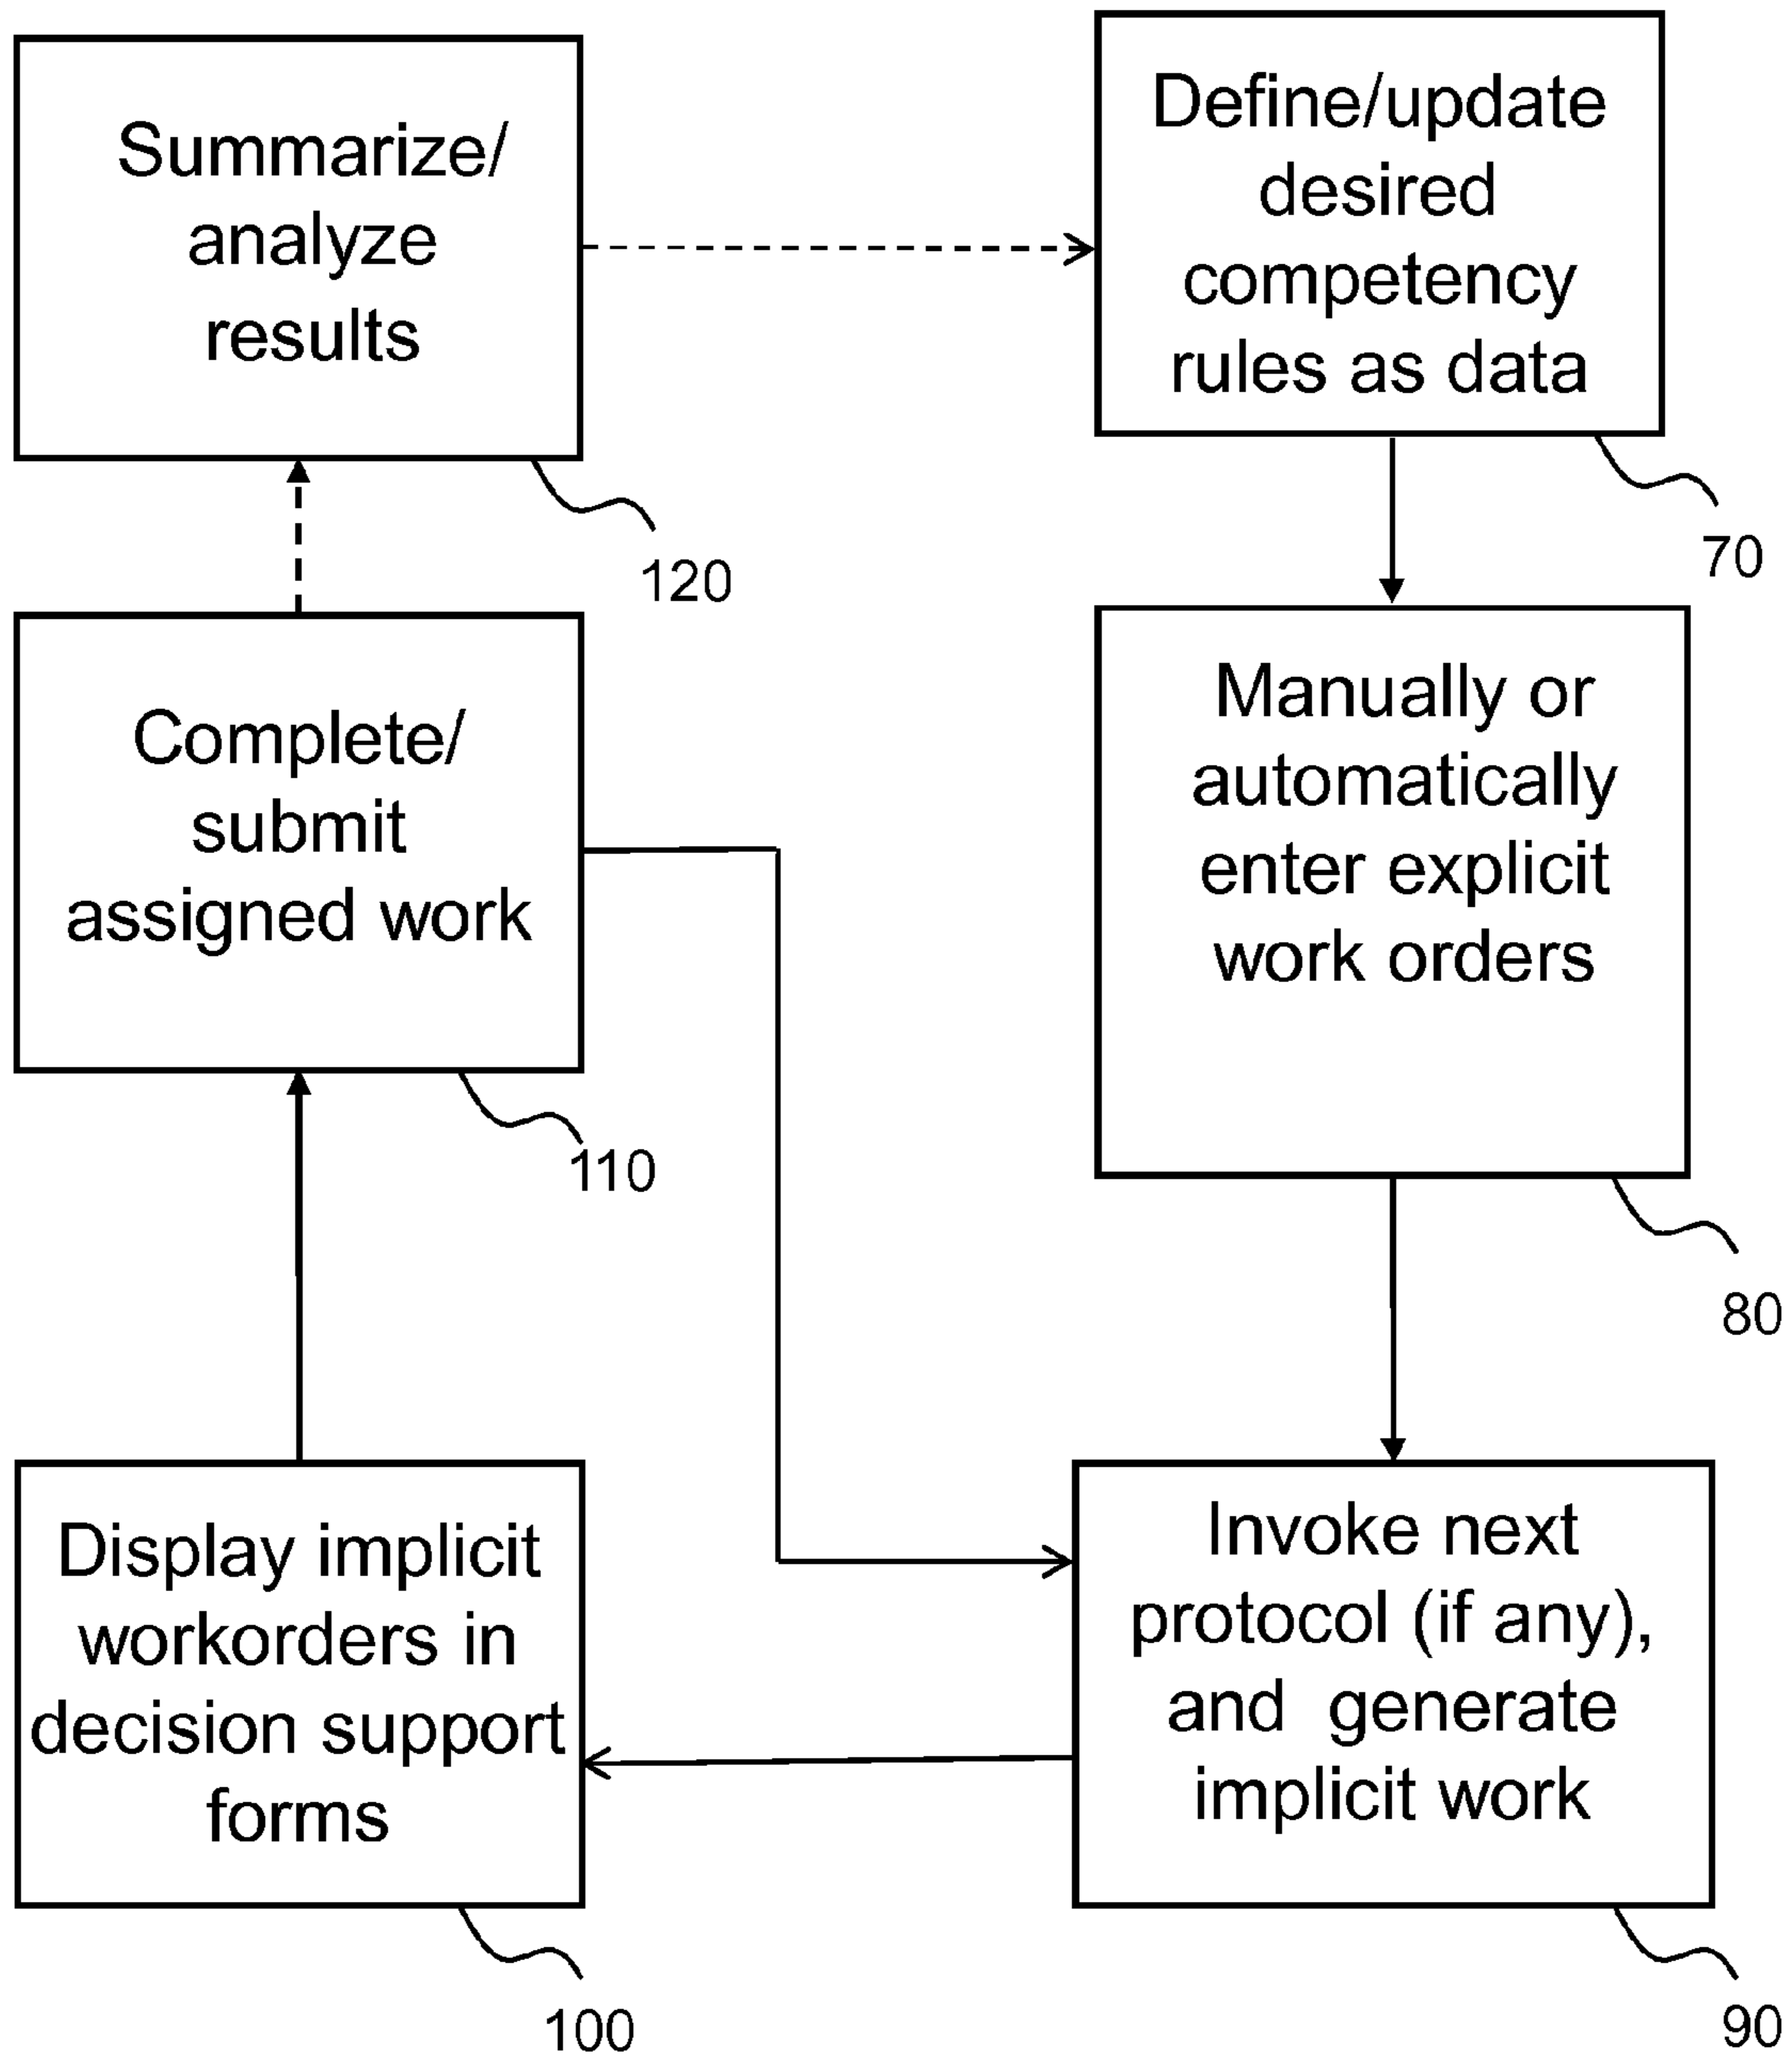 Summarize/
analyze
results
120
Define/update
desired
competency
rules as data
70
Complete/
submit
assigned work
110
Manually or
automatically
enter explicit
work orders
80
Display implicit
workorders in
decision support
forms
100
Invoke next
protocol (if any),
and generate
implicit work
90